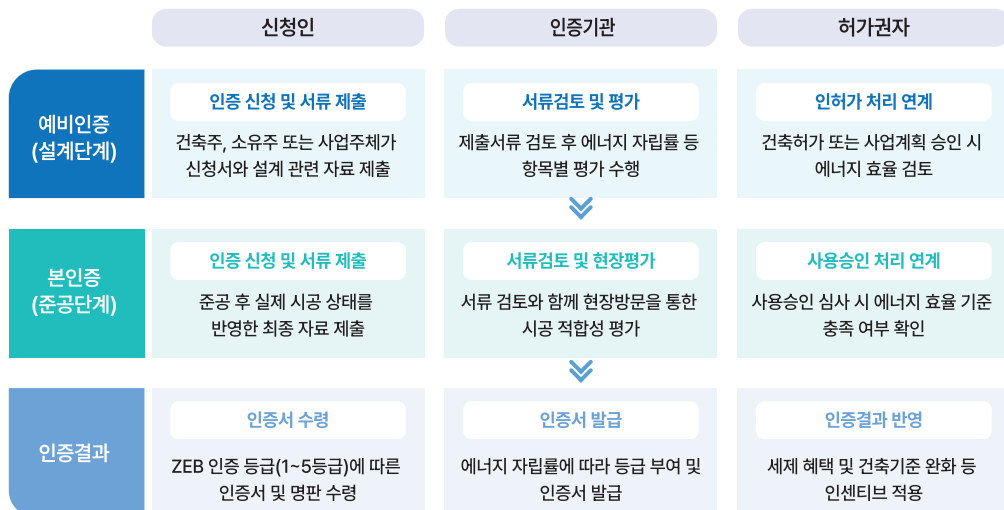 신청인
인증기관
허가권자
예비인증
(설계단계)
인증 신청 및 서류 제출
건축주, 소유주 또는 사업주체가
신청서와 설계 관련 자료 제출
서류검토 및 평가
제출서류 검토 후 에너지 자립률 등
항목별 평가 수행
인허가 처리 연계
건축허가 또는 사업계획 승인 시
에너지 효율 검토
본인증
(준공단계)
인증 신청 및 서류 제출
준공 후 실제 시공 상태를
반영한 최종 자료 제출
서류검토 및 현장평가
서류 검토와 함께 현장방문을 통한
시공 적합성 평가
사용승인 처리 연계
사용승인 심사 시 에너지 효율 기준
충족 여부 확인
인증결과
인증서 수령
ZEB 인증 등급(1~5등급)에 따른
인증서 및 명판 수령
인증서 발급
에너지 자립률에 따라 등급 부여 및
인증서 발급
인증결과 반영
세제 혜택 및 건축기준 완화 등
인센티브 적용